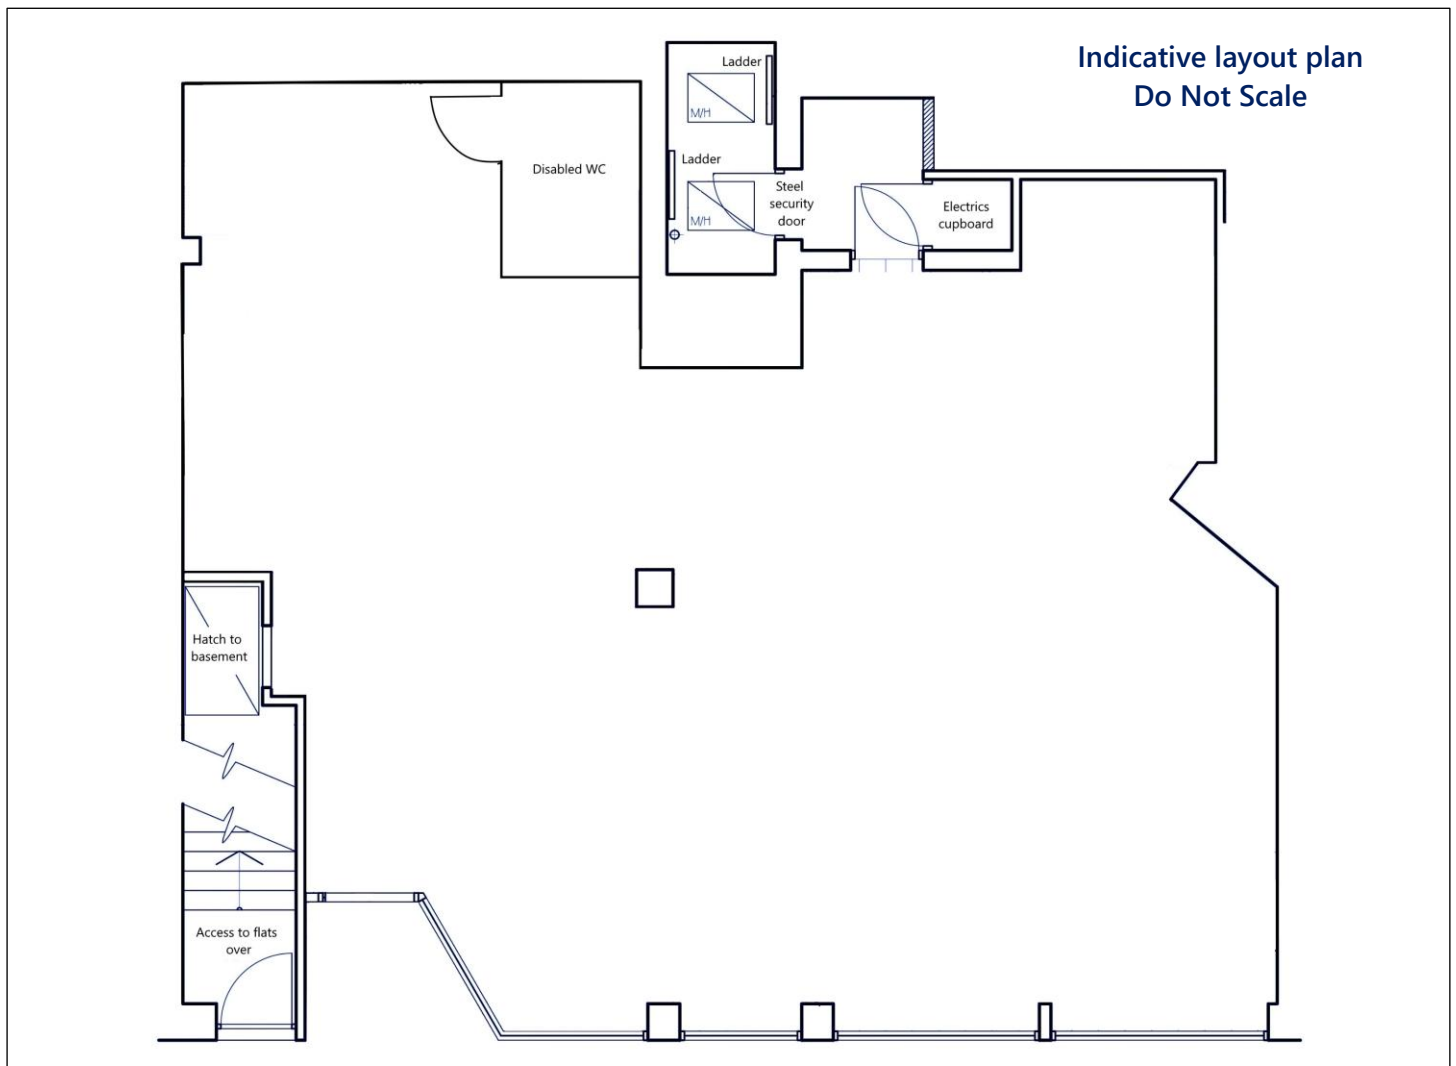 Indicative layout plan
Do Not Scale
Ladder
M/H
Ladder
Disabled WC
M/H
Steel
security
door
Electrics
cupboard
Hatch to
basement
Access to flats
over